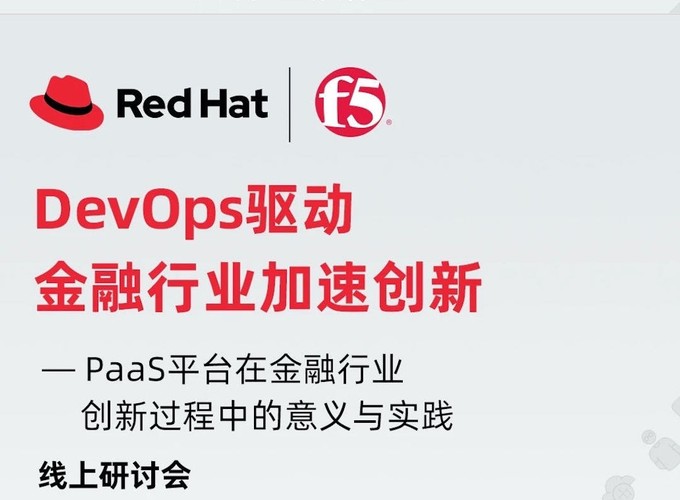 Red Hat
f5
DevOps驱动
金融行业加速创新
— PaaS平台在金融行业
创新过程中的意义与实践
线上研讨会